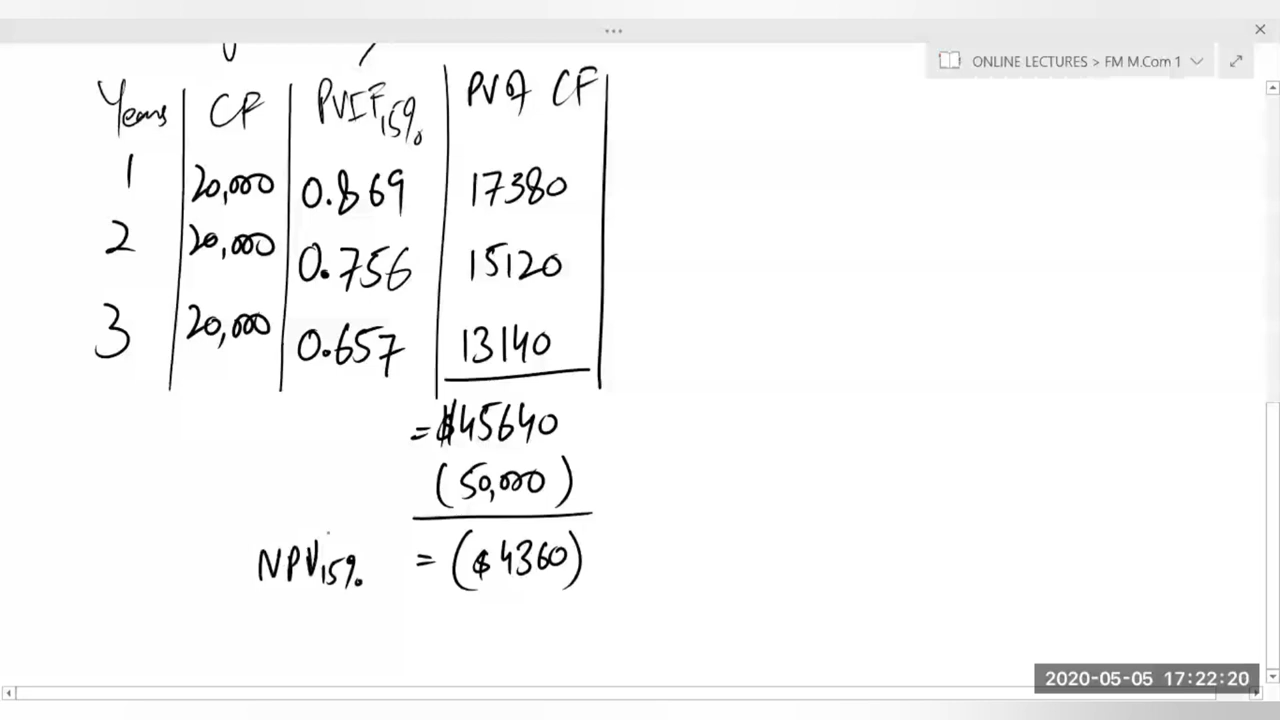 ONLINE LECTURES > FM M.Com 1
Years CF PVIF15% PV of CF
1 20,000 0.869 17380
2 20,000 0.756 15120
3 20,000 0.657 13140
= $45640
(50,000)
NPV15% = ($4360)
2020-05-05 17:22:20